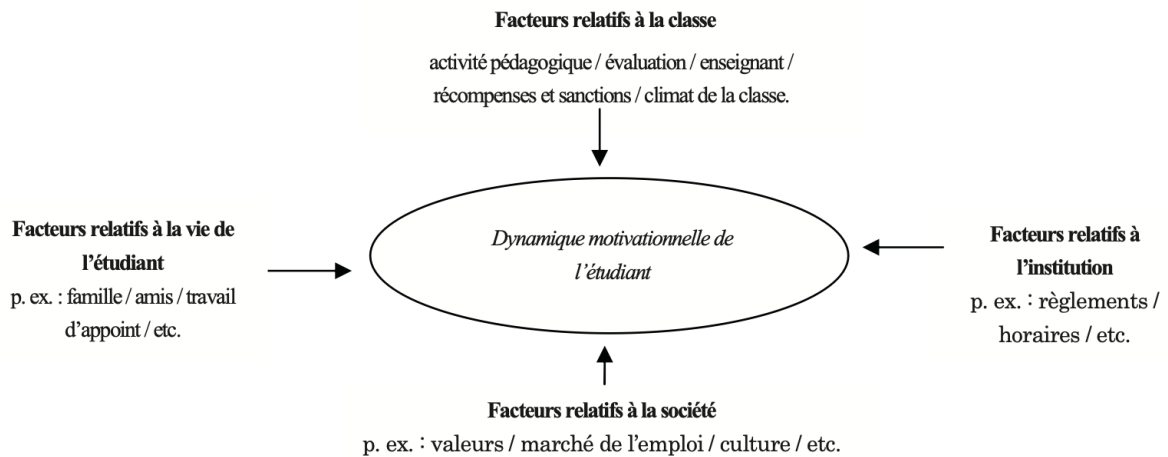 Facteurs relatifs à la classe
activité pédagogique / évaluation / enseignant /
récompenses et sanctions / climat de la classe.
Facteurs relatifs à la vie de
l’étudiant
p. ex. : famille / amis / travail
d’appoint / etc.
Dynamique motivationnelle de
l’étudiant
Facteurs relatifs à
l’institution
p. ex. : règlements /
horaires / etc.
Facteurs relatifs à la société
p. ex. : valeurs / marché de l’emploi / culture / etc.